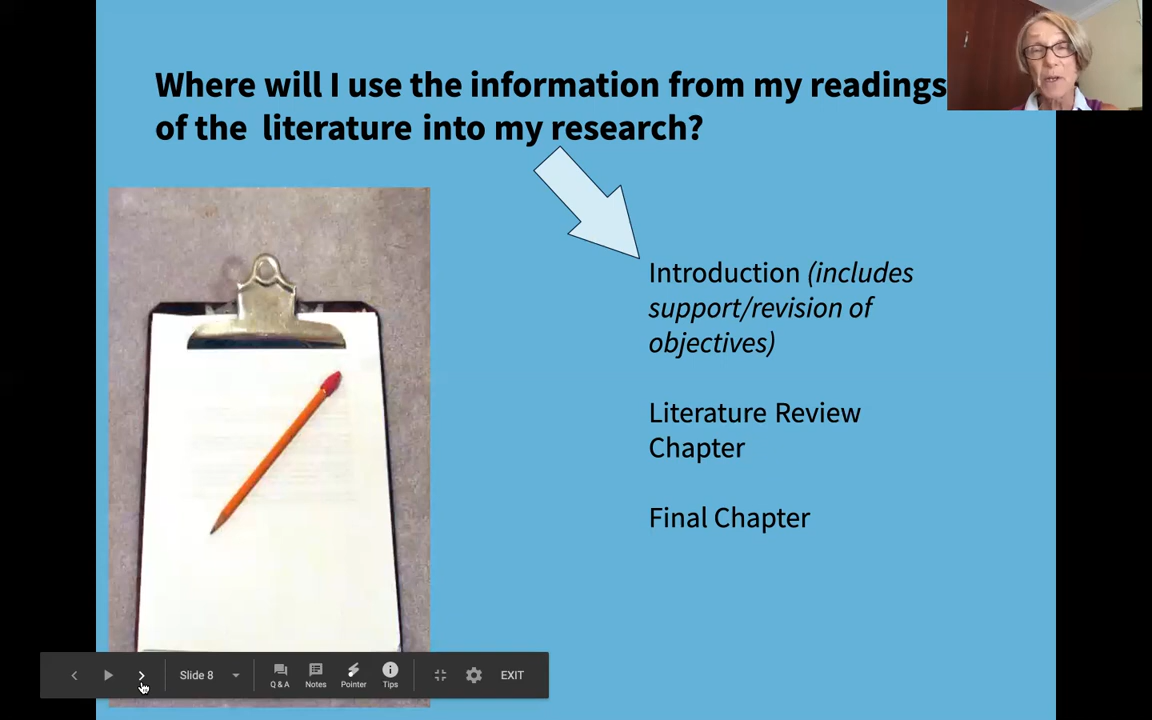 Where will I use the information from my readings
of the literature into my research?
Introduction (includes
support/revision of
objectives)
Literature Review
Chapter
Final Chapter
Slide 8
Q & A
Notes
Pointer
Tips
EXIT